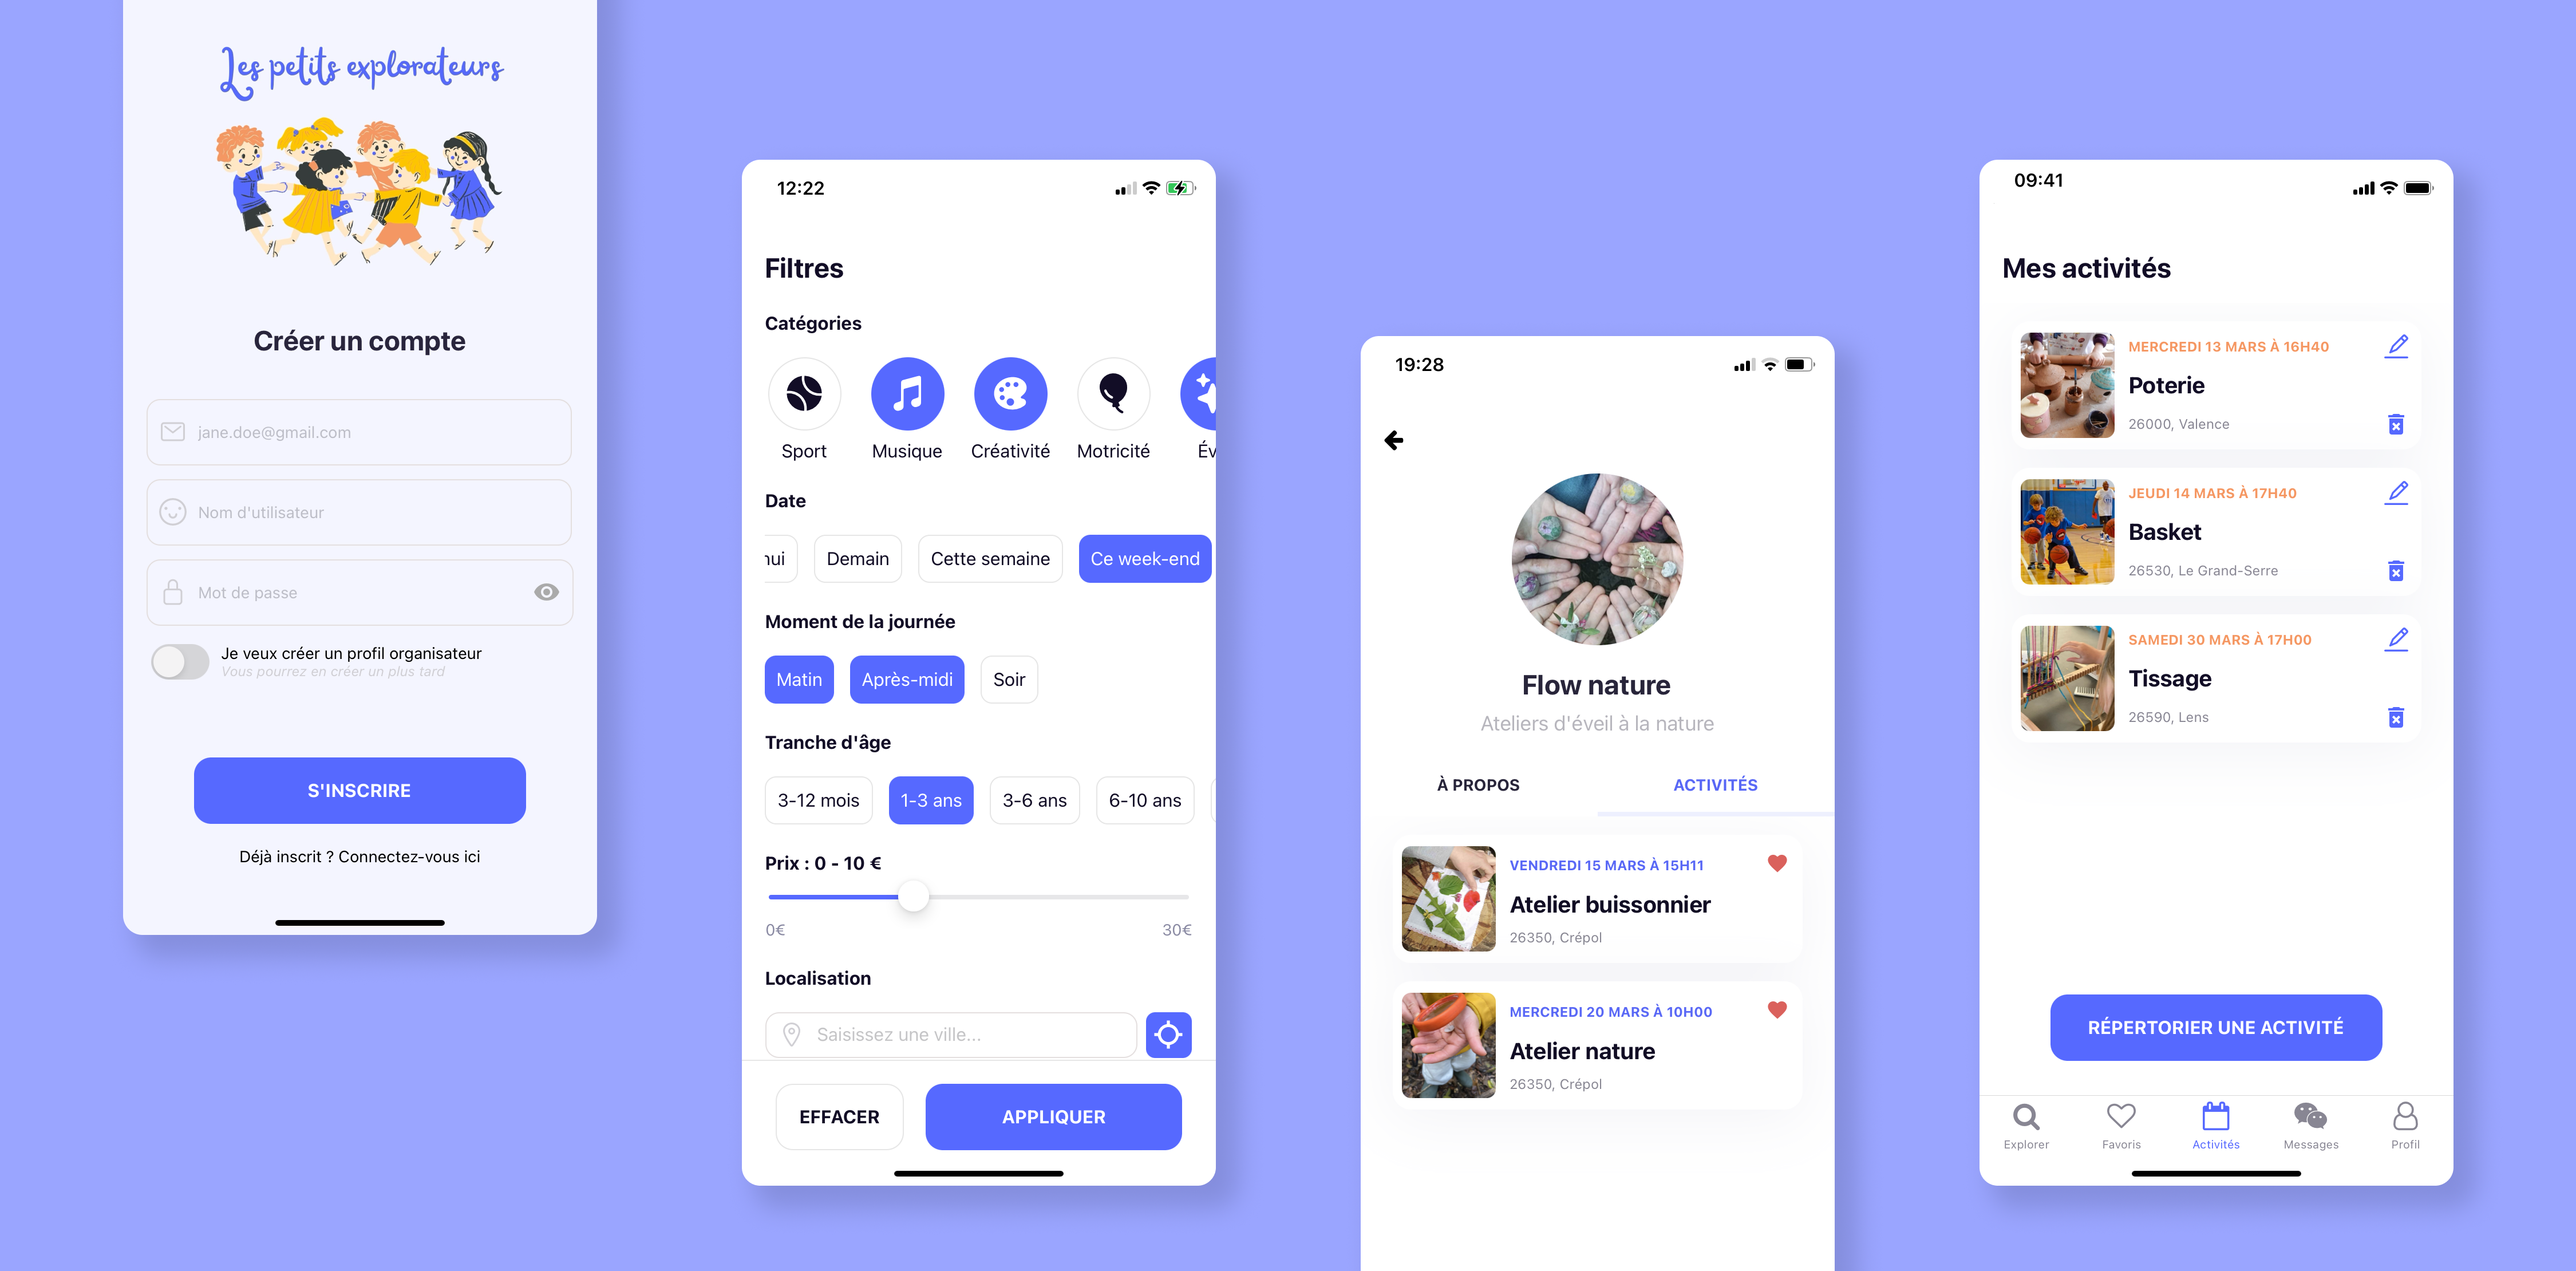 Les petits explorateurs
Créer un compte
jane.doe@gmail.com
Nom d'utilisateur
Mot de passe
Je veux créer un profil organisateur
Vous pourrez en créer un plus tard
S'INSCRIRE
Déjà inscrit ? Connectez-vous ici
12:22
Filtres
Catégories
Sport Musique Créativité Motricité Év
Date
nui Demain Cette semaine Ce week-end
Moment de la journée
Matin Après-midi Soir
Tranche d'âge
3-12 mois 1-3 ans 3-6 ans 6-10 ans
Prix : 0 - 10 €
0€ 30€
Localisation
Saisissez une ville...
EFFACER APPLIQUER
19:28
Flow nature
Ateliers d'éveil à la nature
À PROPOS ACTIVITÉS
VENDREDI 15 MARS À 15H11
Atelier buissonnier
26350, Crépol
MERCREDI 20 MARS À 10H00
Atelier nature
26350, Crépol
09:41
Mes activités
MERCREDI 13 MARS À 16H40
Poterie
26000, Valence
JEUDI 14 MARS À 17H40
Basket
26530, Le Grand-Serre
SAMEDI 30 MARS À 17H00
Tissage
26590, Lens
RÉPERTORIER UNE ACTIVITÉ
Explorer Favoris Activités Messages Profil